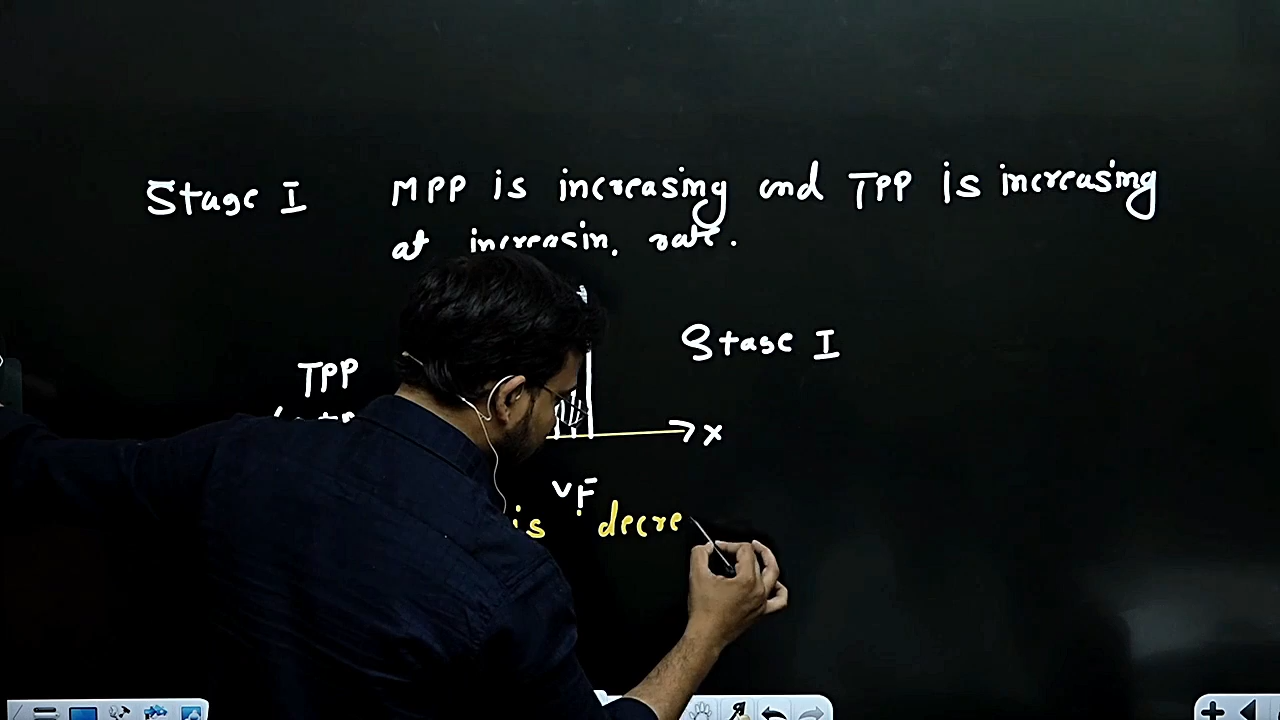 Stage I MPP is increasing and TPP is increasing
at increasin. rate.
Stage I
TPP
x
VF
is decre